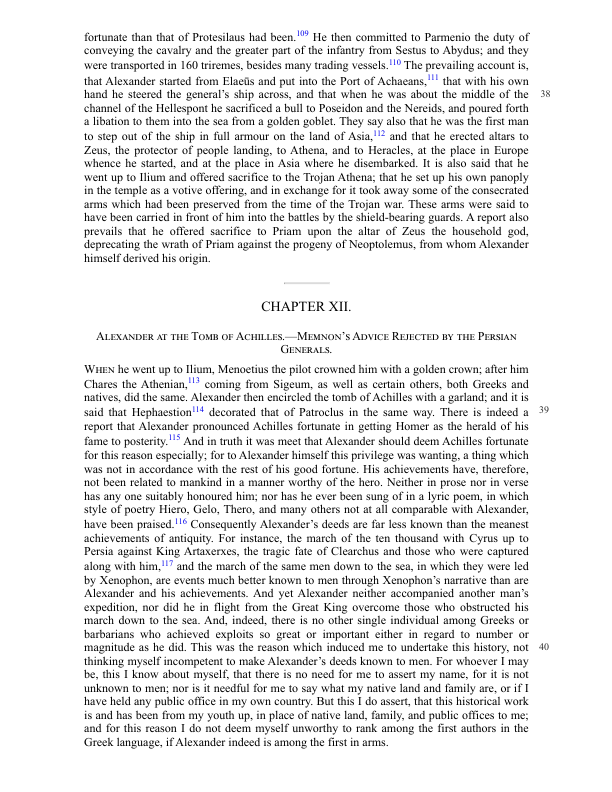 fortunate than that of Protesilaus had been.109 He then committed to Parmenio the duty of
conveying the cavalry and the greater part of the infantry from Sestus to Abydus; and they
were transported in 160 triremes, besides many trading vessels.110 The prevailing account is,
that Alexander started from Elaeūs and put into the Port of Achaeans,111 that with his own
hand he steered the general's ship across, and that when he was about the middle of the 38
channel of the Hellespont he sacrificed a bull to Poseidon and the Nereids, and poured forth
a libation to them into the sea from a golden goblet. They say also that he was the first man
to step out of the ship in full armour on the land of Asia,112 and that he erected altars to
Zeus, the protector of people landing, to Athena, and to Heracles, at the place in Europe
whence he started, and at the place in Asia where he disembarked. It is also said that he
went up to Ilium and offered sacrifice to the Trojan Athena; that he set up his own panoply
in the temple as a votive offering, and in exchange for it took away some of the consecrated
arms which had been preserved from the time of the Trojan war. These arms were said to
have been carried in front of him into the battles by the shield-bearing guards. A report also
prevails that he offered sacrifice to Priam upon the altar of Zeus the household god,
deprecating the wrath of Priam against the progeny of Neoptolemus, from whom Alexander
himself derived his origin.
CHAPTER XII.
Alexander at the Tomb of Achilles.—Memnon's Advice Rejected by the Persian
Generals.
When he went up to Ilium, Menoetius the pilot crowned him with a golden crown; after him
Chares the Athenian,113 coming from Sigeum, as well as certain others, both Greeks and
natives, did the same. Alexander then encircled the tomb of Achilles with a garland; and it is
said that Hephaestion114 decorated that of Patroclus in the same way. There is indeed a 39
report that Alexander pronounced Achilles fortunate in getting Homer as the herald of his
fame to posterity.115 And in truth it was meet that Alexander should deem Achilles fortunate
for this reason especially; for to Alexander himself this privilege was wanting, a thing which
was not in accordance with the rest of his good fortune. His achievements have, therefore,
not been related to mankind in a manner worthy of the hero. Neither in prose nor in verse
has any one suitably honoured him; nor has he ever been sung of in a lyric poem, in which
style of poetry Hiero, Gelo, Thero, and many others not at all comparable with Alexander,
have been praised.116 Consequently Alexander's deeds are far less known than the meanest
achievements of antiquity. For instance, the march of the ten thousand with Cyrus up to
Persia against King Artaxerxes, the tragic fate of Clearchus and those who were captured
along with him,117 and the march of the same men down to the sea, in which they were led
by Xenophon, are events much better known to men through Xenophon's narrative than are
Alexander and his achievements. And yet Alexander neither accompanied another man's
expedition, nor did he in flight from the Great King overcome those who obstructed his
march down to the sea. And, indeed, there is no other single individual among Greeks or
barbarians who achieved exploits so great or important either in regard to number or
magnitude as he did. This was the reason which induced me to undertake this history, not 40
thinking myself incompetent to make Alexander's deeds known to men. For whoever I may
be, this I know about myself, that there is no need for me to assert my name, for it is not
unknown to men; nor is it needful for me to say what my native land and family are, or if I
have held any public office in my own country. But this I do assert, that this historical work
is and has been from my youth up, in place of native land, family, and public offices to me;
and for this reason I do not deem myself unworthy to rank among the first authors in the
Greek language, if Alexander indeed is among the first in arms.